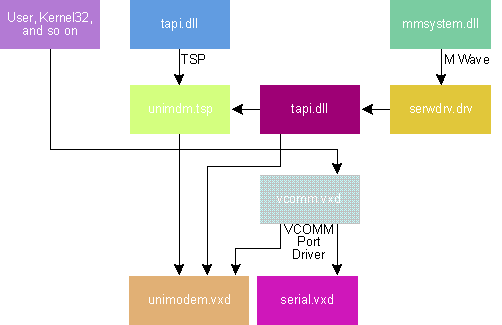 User, Kernel32,
and so on
tapi.dll
mmsystem.dll
TSP
M Wave
unimdm.tsp
tapi.dll
serwdrv.drv
vcomm.vxd
VCOMM
Port
Driver
unimodem.vxd
serial.vxd